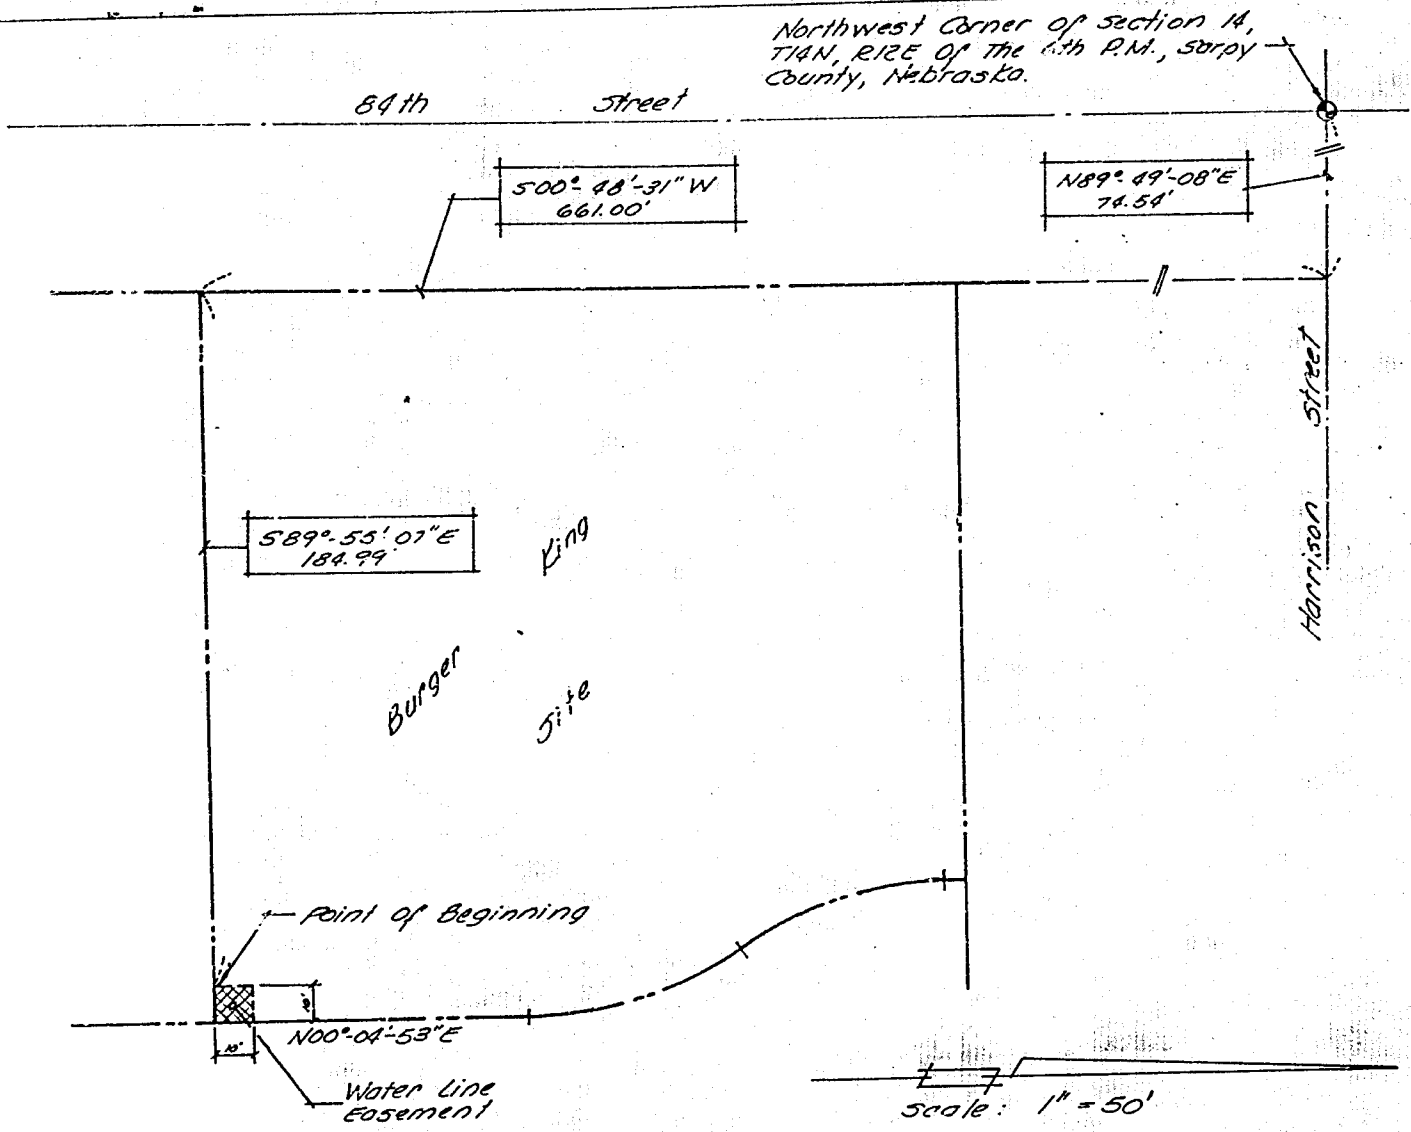 Northwest Corner of Section 14,
T14N, R12E Of The 6th P.M., Sarpy
County, Nebraska.
84th Street
S00°-48'-31" W
661.00'
N89°-49'-08"E
74.54'
Harrison Street
S89°-55'-07"E
184.99'
King
Burger
Site
Point of Beginning
10'
N00°-04'-53"E
10'
Water Line
Easement
Scale: 1" = 50'